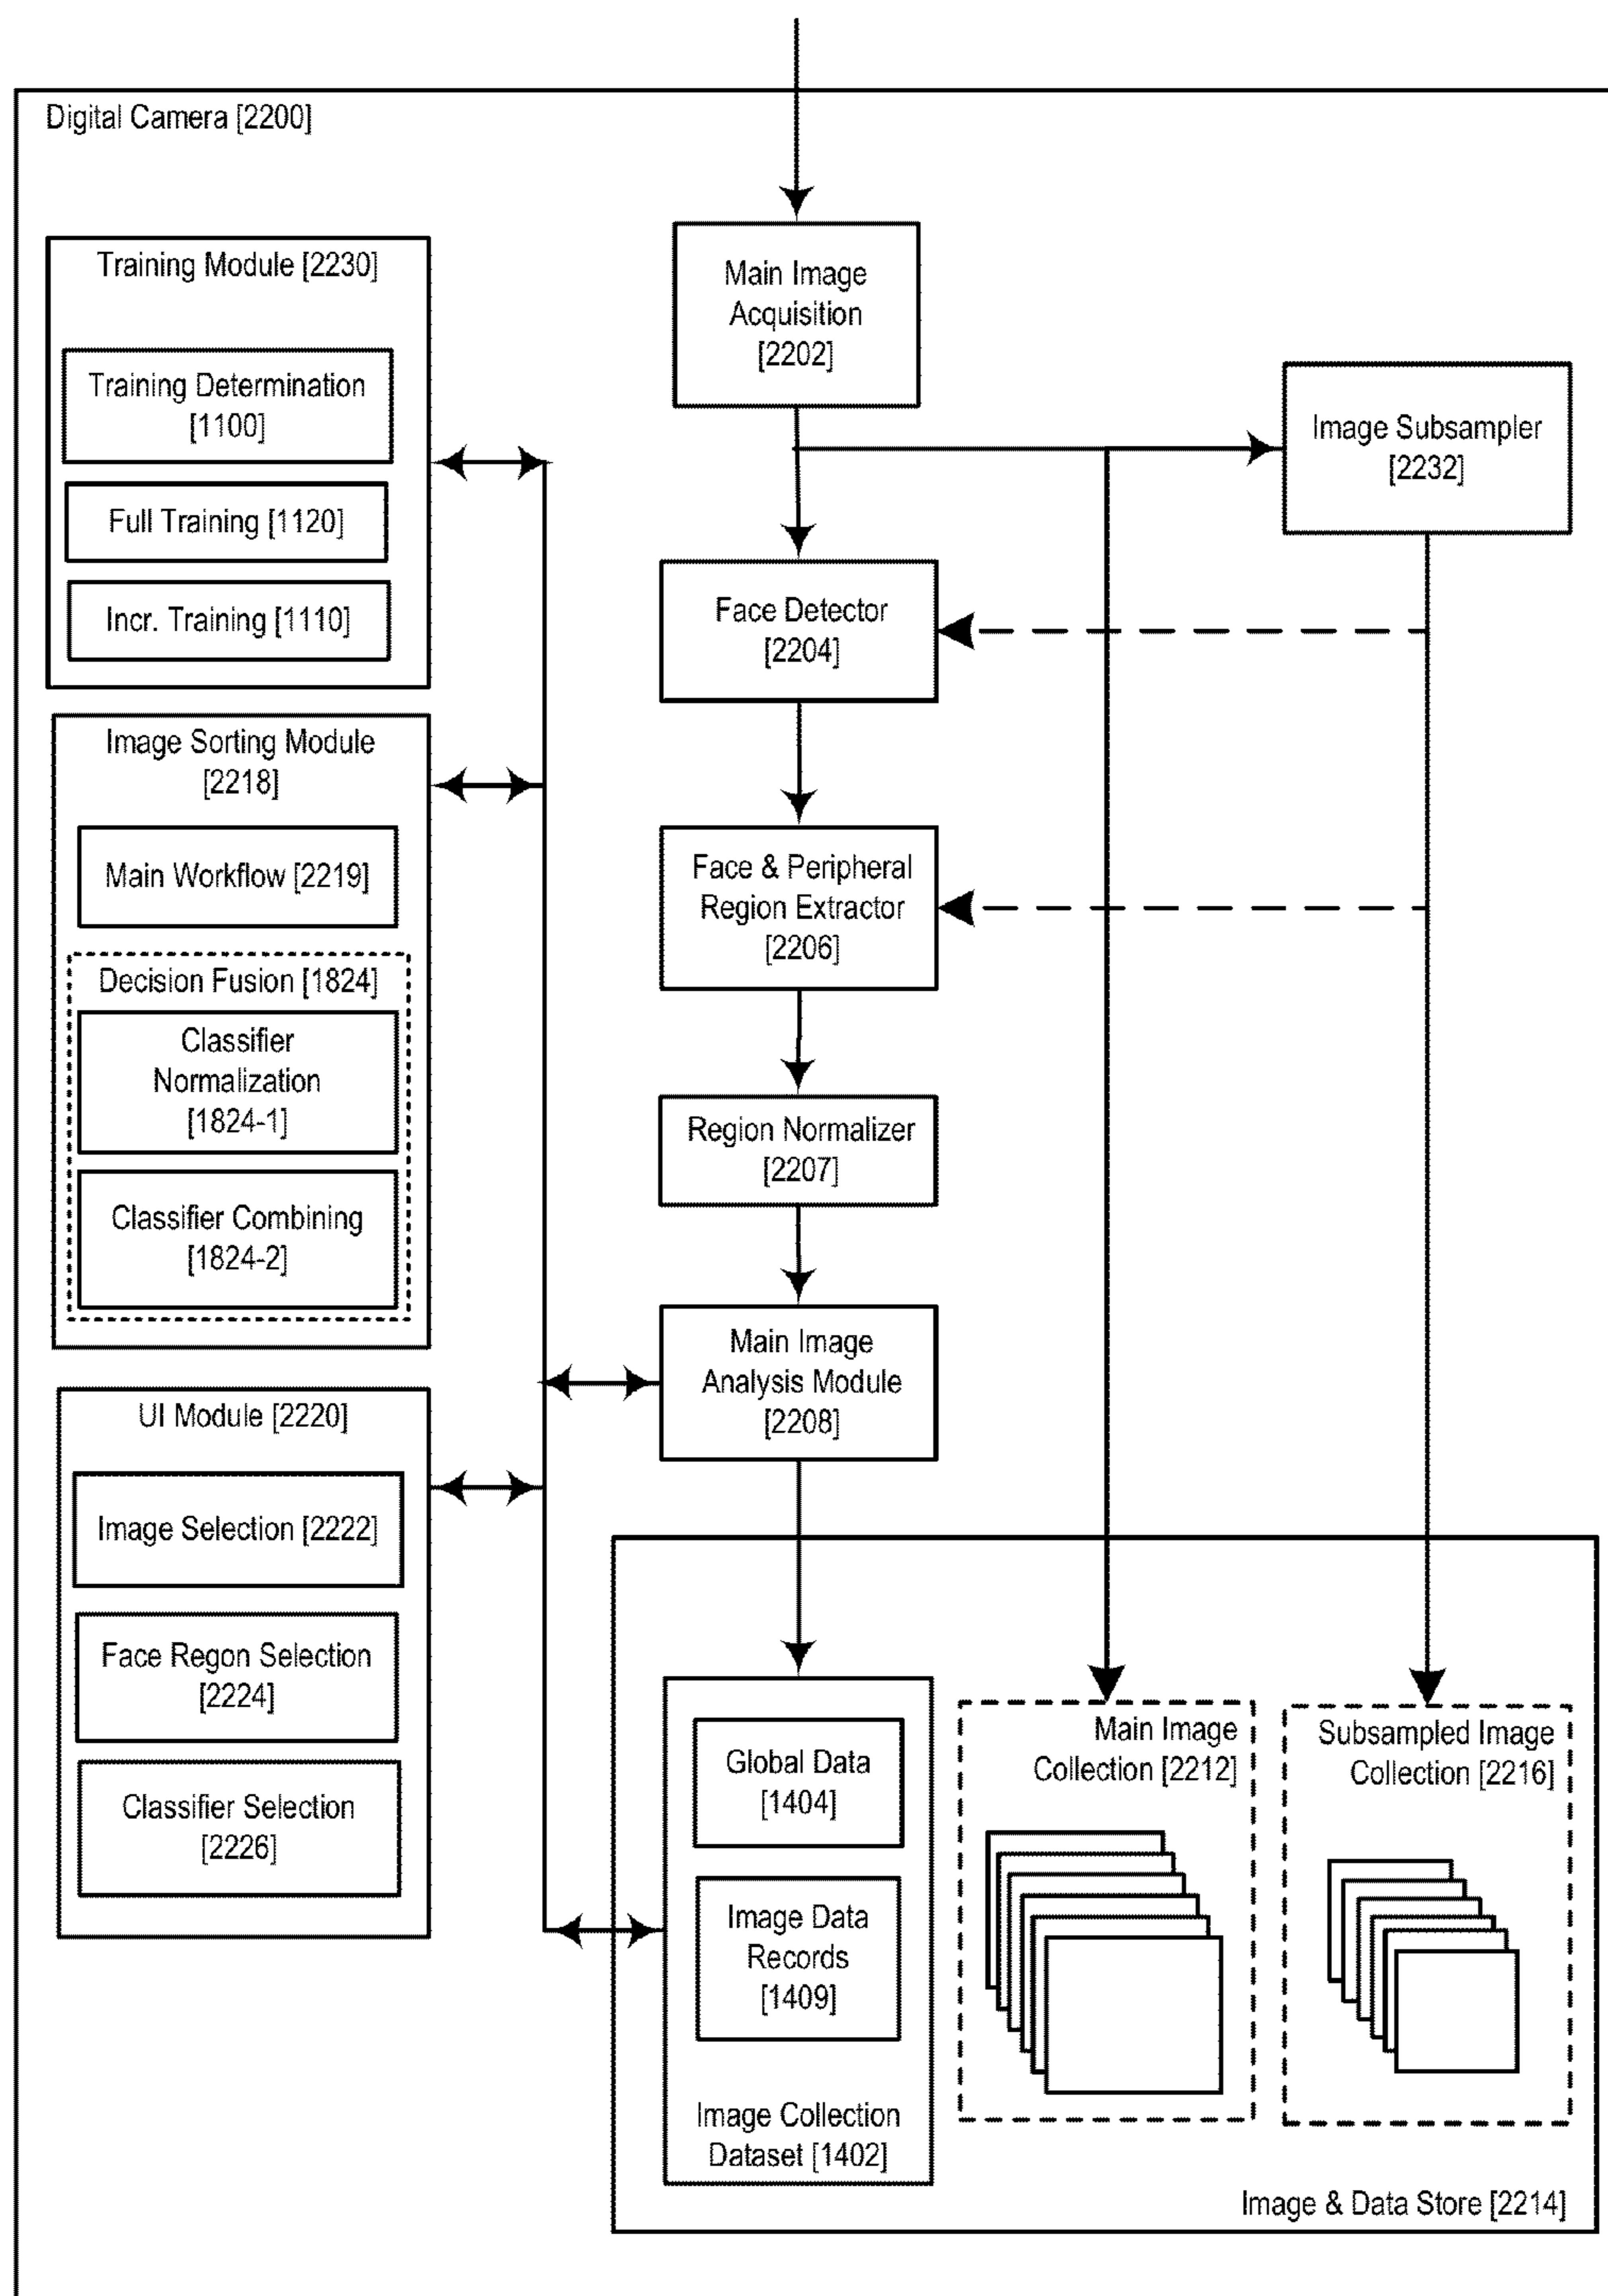 Digital Camera [2200]
Training Module [2230]
Training Determination
[1100]
Full Training [1120]
Incr. Training [1110]
Image Sorting Module
[2218]
Main Workflow [2219]
Decision Fusion [1824]
Classifier
Normalization
[1824-1]
Classifier Combining
[1824-2]
UI Module [2220]
Image Selection [2222]
Face Regon Selection
[2224]
Classifier Selection
[2226]
Main Image
Acquisition
[2202]
Image Subsampler
[2232]
Face Detector
[2204]
Face & Peripheral
Region Extractor
[2206]
Region Normalizer
[2207]
Main Image
Analysis Module
[2208]
Global Data
[1404]
Image Data
Records
[1409]
Image Collection
Dataset [1402]
Main Image
Collection [2212]
Subsampled Image
Collection [2216]
Image & Data Store [2214]